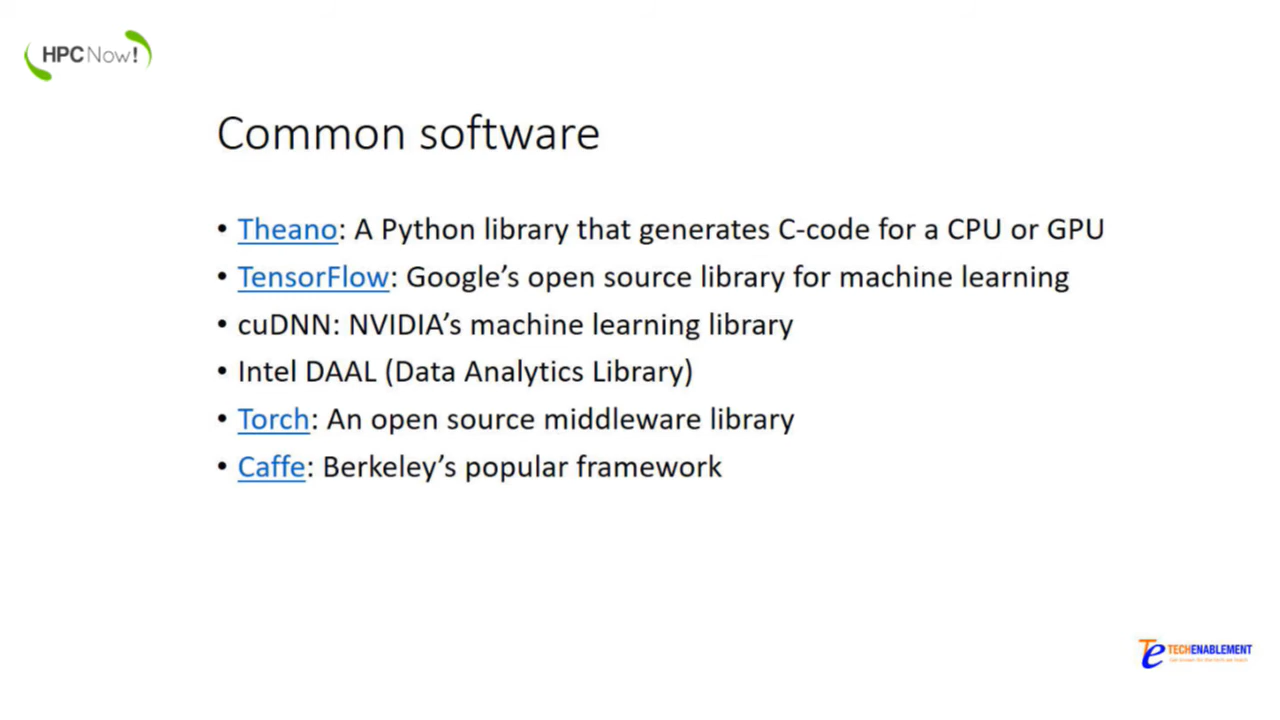 HPCNow!
Common software
• Theano: A Python library that generates C-code for a CPU or GPU
• TensorFlow: Google’s open source library for machine learning
• cuDNN: NVIDIA’s machine learning library
• Intel DAAL (Data Analytics Library)
• Torch: An open source middleware library
• Caffe: Berkeley’s popular framework
Te TECHENABLEMENT